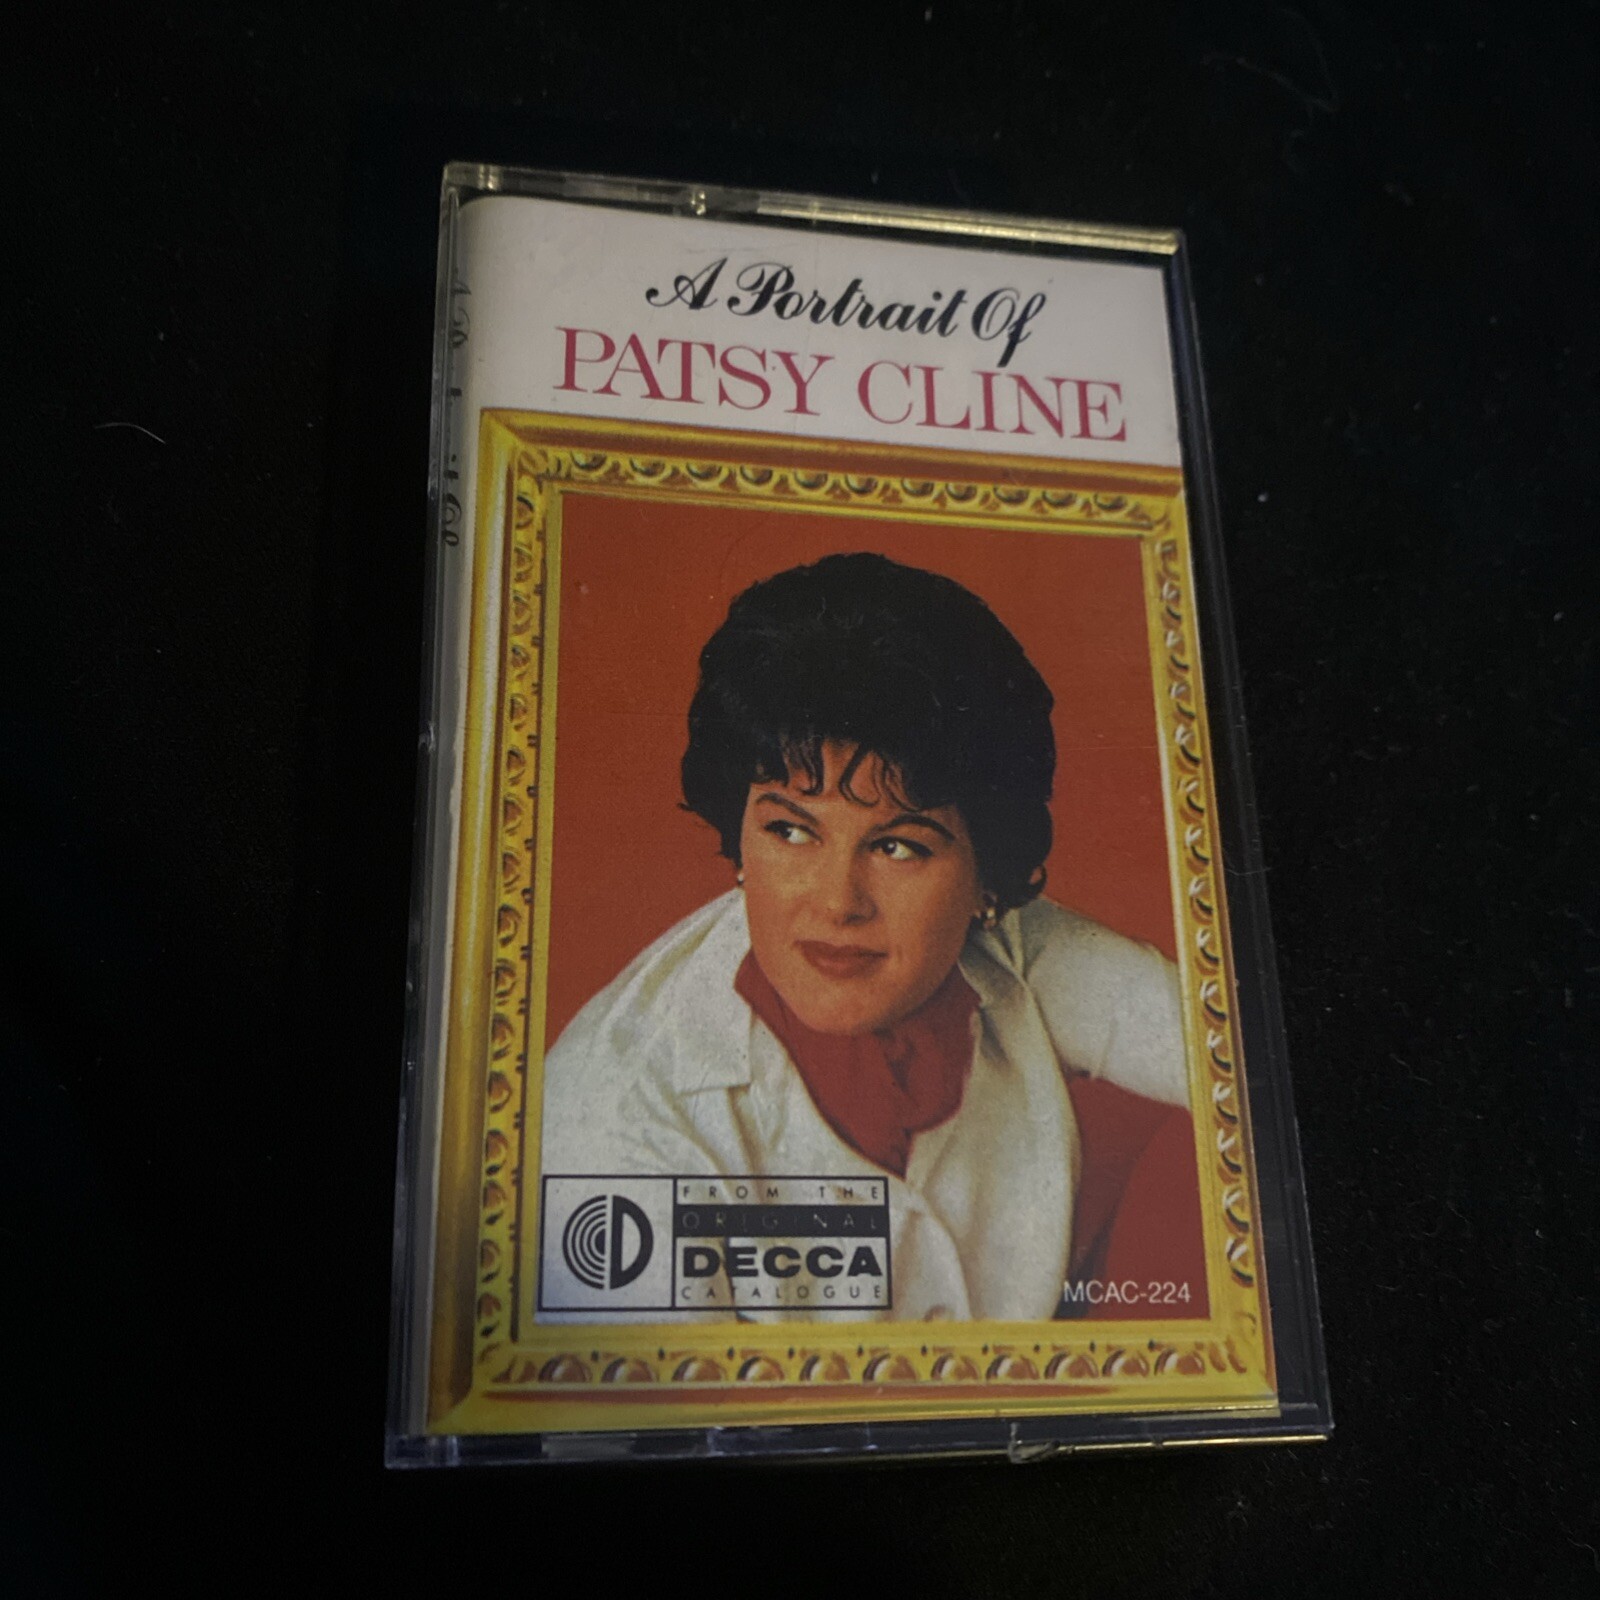 A Portrait Of
PATSY CLINE
FROM THE
ORIGINAL
DECCA
CATALOGUE
MCAC-224